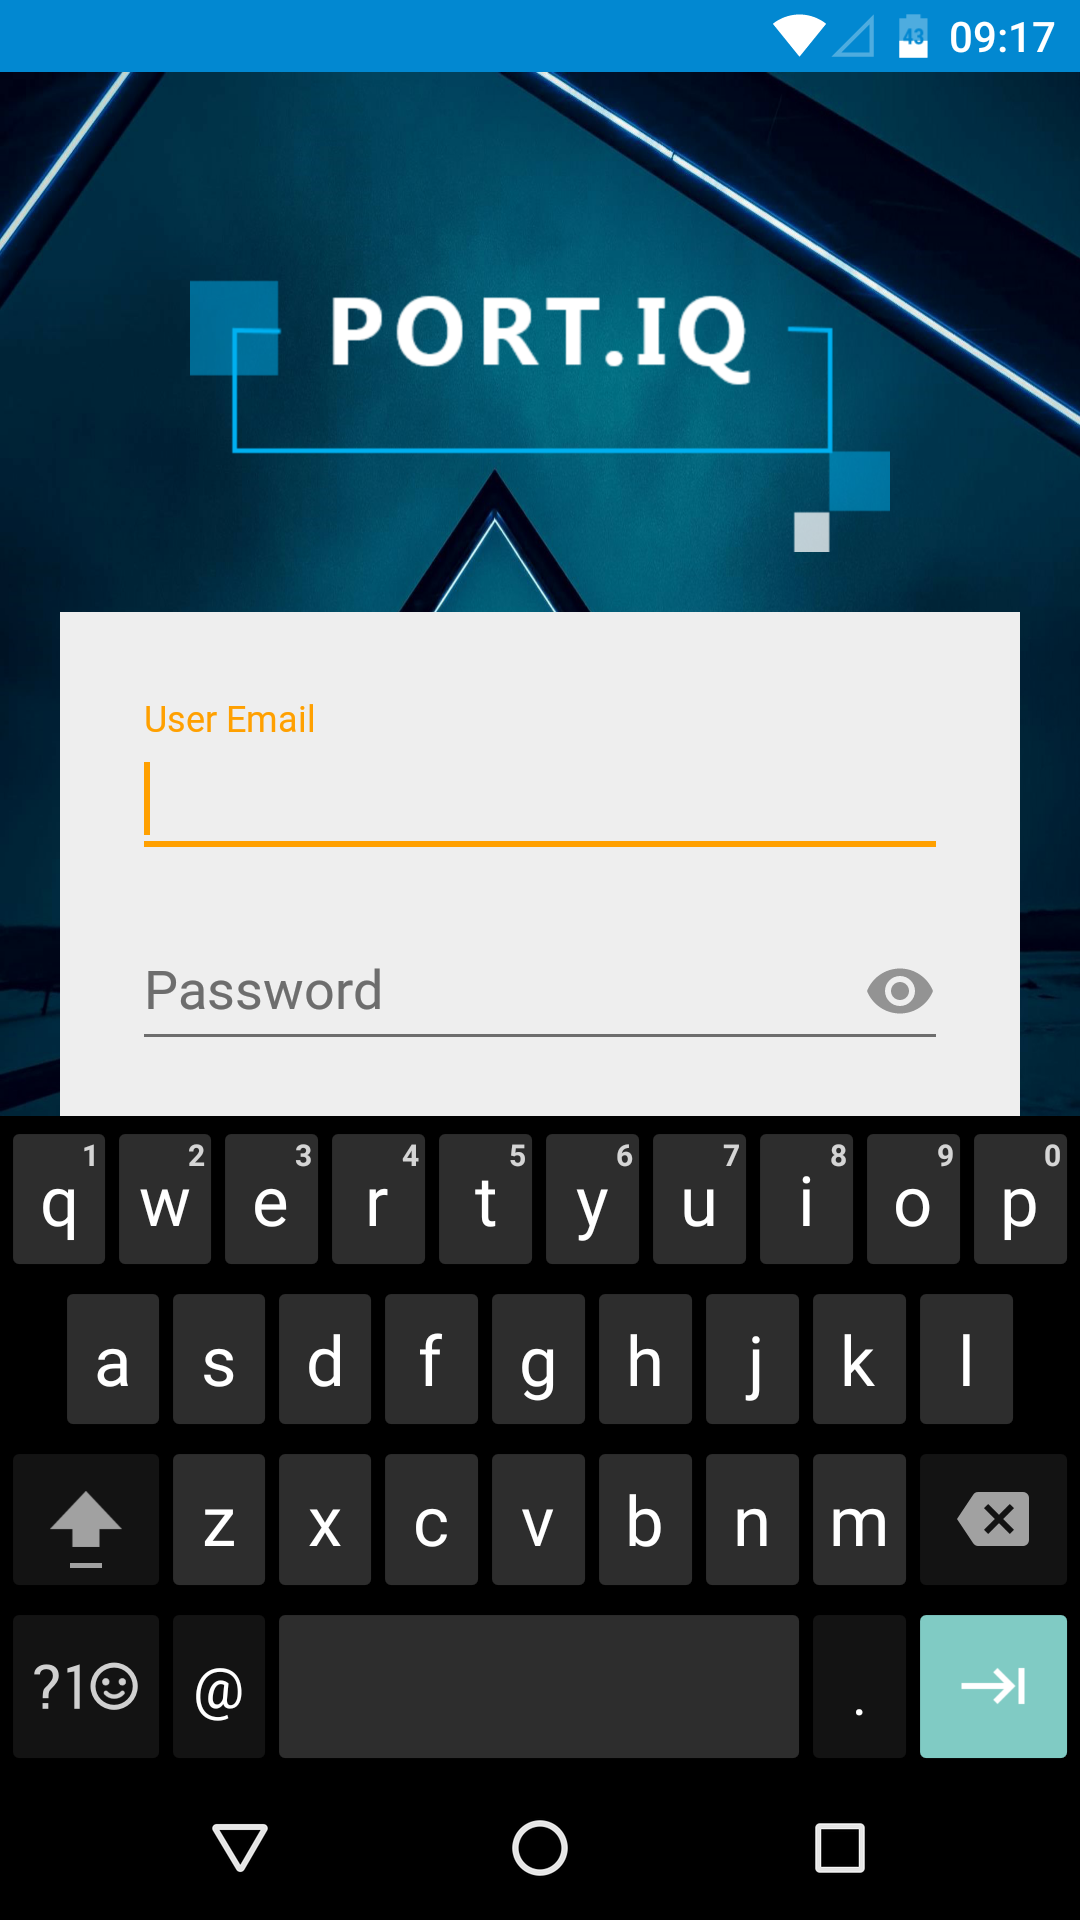 43 09:17
PORT.IQ
User Email
Password
1 2 3 4 5 6 7 8 9 0
q w e r t y u i o p
a s d f g h j k l
z x c v b n m
?1☺ @ .